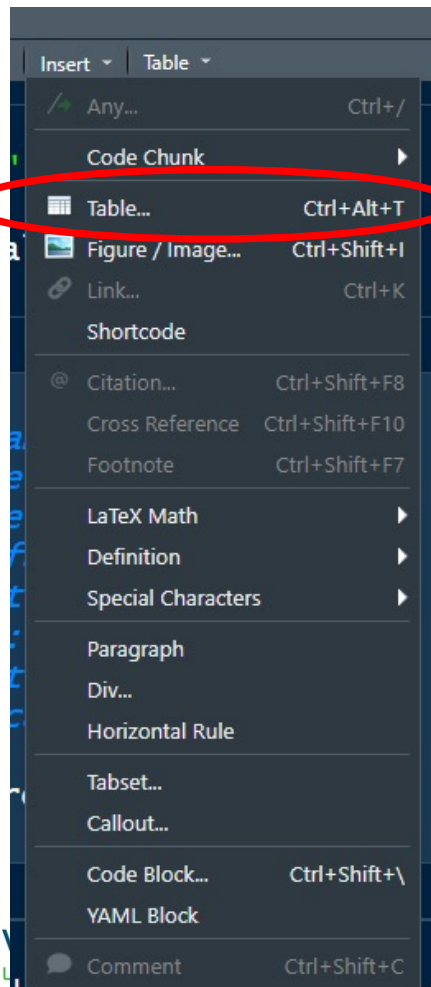 Insert Table
Any... Ctrl+/
Code Chunk
Table... Ctrl+Alt+T
Figure / Image... Ctrl+Shift+I
Link... Ctrl+K
Shortcode
@ Citation... Ctrl+Shift+F8
Cross Reference Ctrl+Shift+F10
Footnote Ctrl+Shift+F7
LaTeX Math
Definition
Special Characters
Paragraph
Div...
Horizontal Rule
Tabset...
Callout...
Code Block... Ctrl+Shift+\
YAML Block
Comment Ctrl+Shift+C